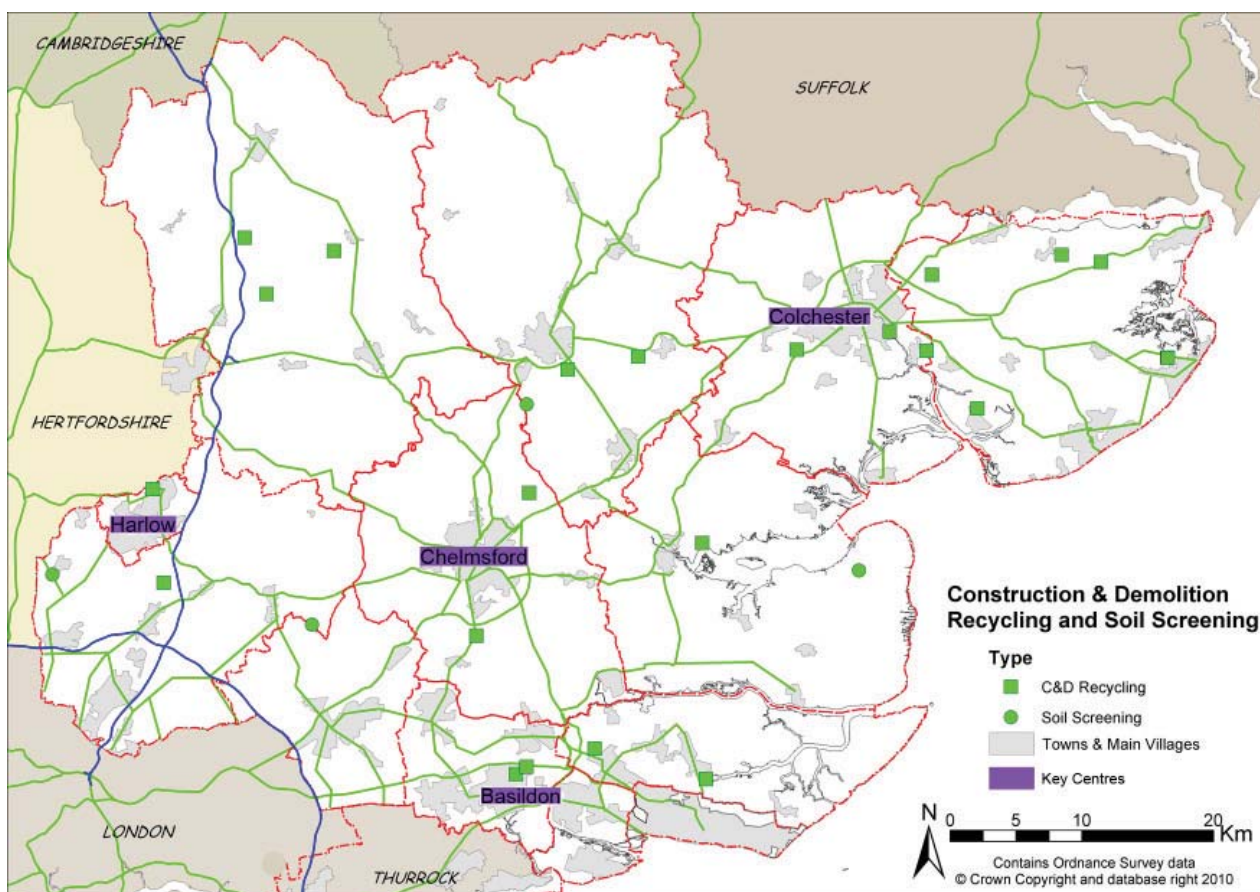 CAMBRIDGESHIRE
SUFFOLK
Colchester
HERTFORDSHIRE
Harlow
Chelmsford
Basildon
LONDON
THURROCK
Construction & Demolition
Recycling and Soil Screening
Type
C&D Recycling
Soil Screening
Towns & Main Villages
Key Centres
N
0 5 10 20
Km
Contains Ordnance Survey data
© Crown Copyright and database right 2010